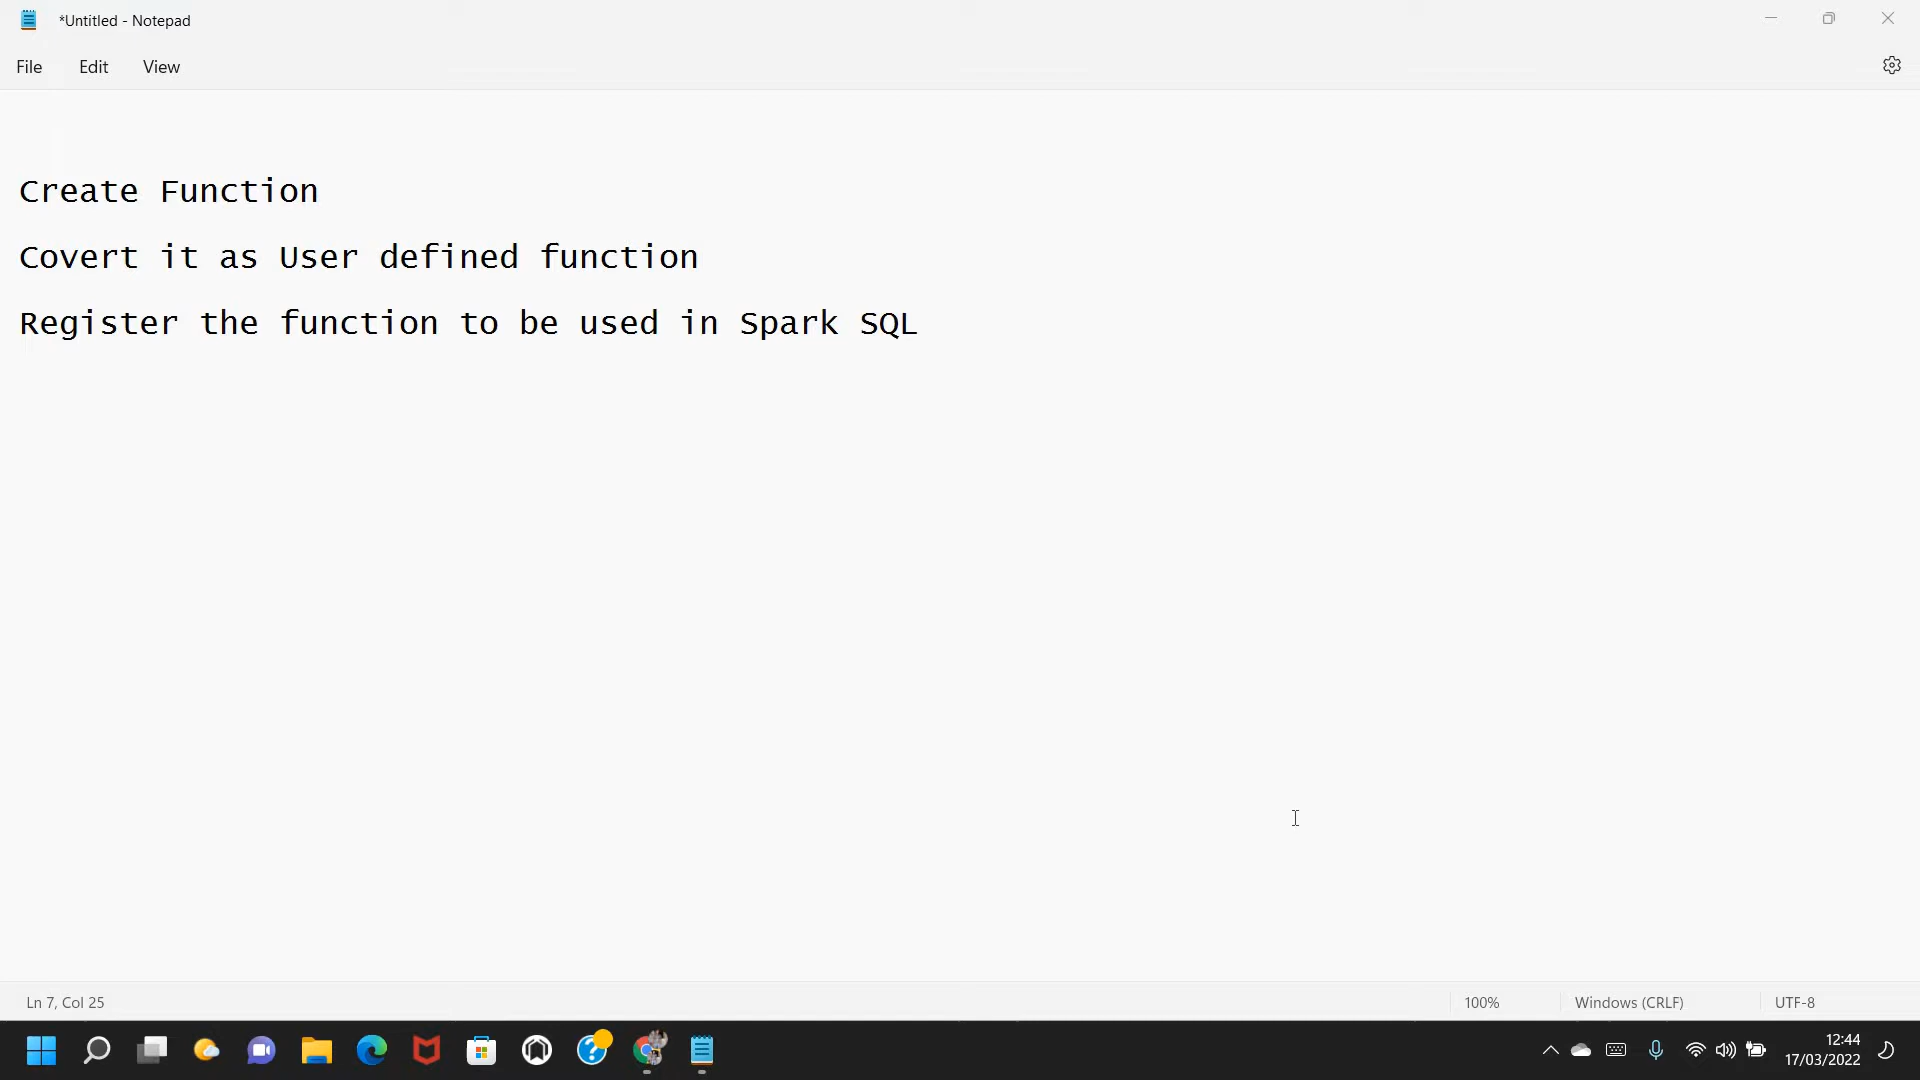 *Untitled - Notepad
File Edit View
Create Function
Covert it as User defined function
Register the function to be used in Spark SQL
Ln 7, Col 25 100% Windows (CRLF) UTF-8
12:44
17/03/2022